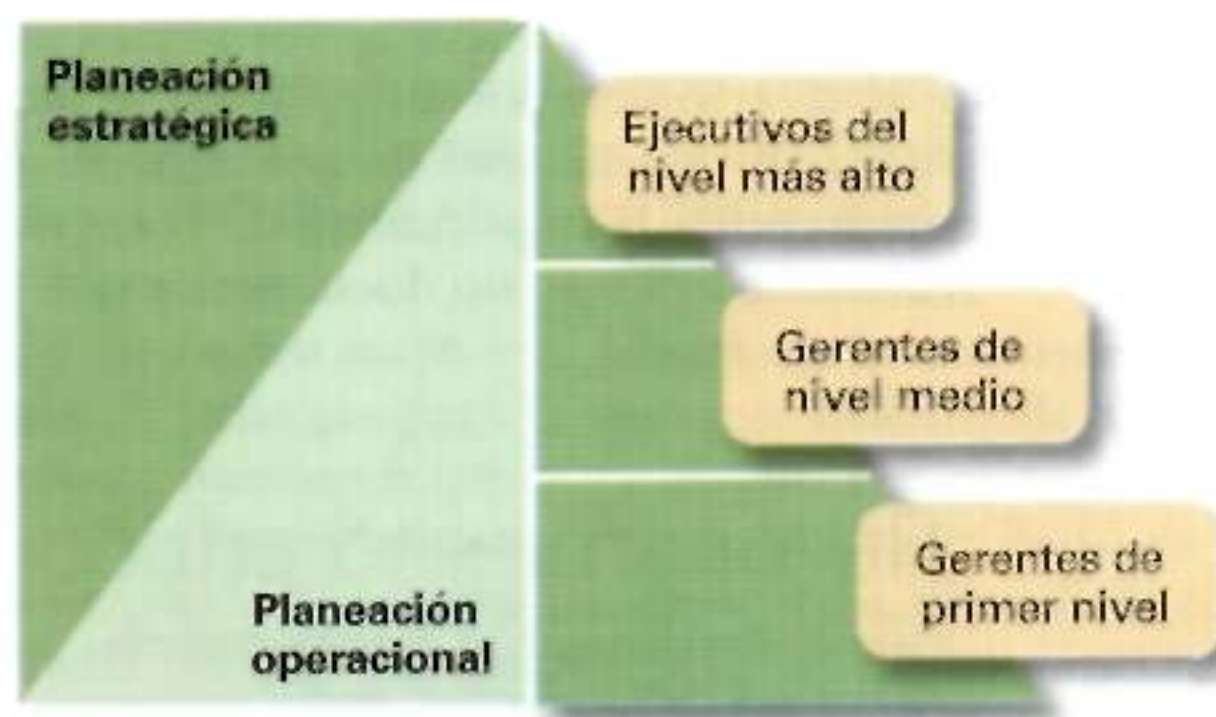 Planeación
estratégica
Ejecutivos del
nivel más alto
Gerentes de
nivel medio
Gerentes de
primer nivel
Planeación
operacional